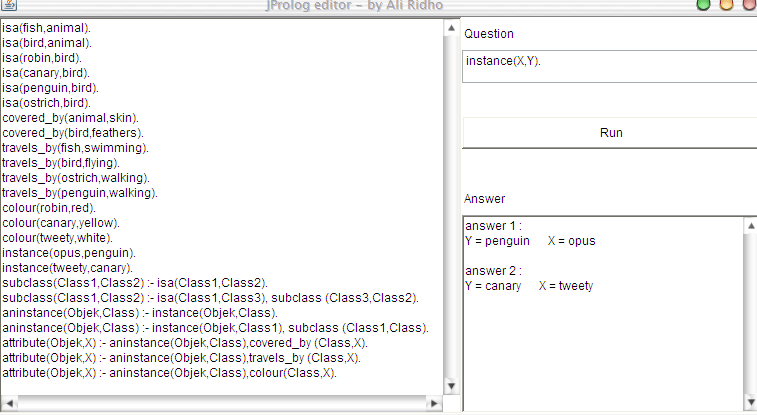 JProlog editor - by Ali Ridho
isa(fish,animal).
isa(bird,animal).
isa(robin,bird).
isa(canary,bird).
isa(penguin,bird).
isa(ostrich,bird).
covered_by(animal,skin).
covered_by(bird,feathers).
travels_by(fish,swimming).
travels_by(bird,flying).
travels_by(ostrich,walking).
travels_by(penguin,walking).
colour(robin,red).
colour(canary,yellow).
colour(tweety,white).
instance(opus,penguin).
instance(tweety,canary).
subclass(Class1,Class2) :- isa(Class1,Class2).
subclass(Class1,Class2) :- isa(Class1,Class3), subclass (Class3,Class2).
aninstance(Objek,Class) :- instance(Objek,Class).
aninstance(Objek,Class) :- instance(Objek,Class1), subclass (Class1,Class).
attribute(Objek,X) :- aninstance(Objek,Class),covered_by (Class,X).
attribute(Objek,X) :- aninstance(Objek,Class),travels_by (Class,X).
attribute(Objek,X) :- aninstance(Objek,Class),colour(Class,X).
Question
instance(X,Y).
Run
Answer
answer 1 :
Y = penguin X = opus
answer 2 :
Y = canary X = tweety